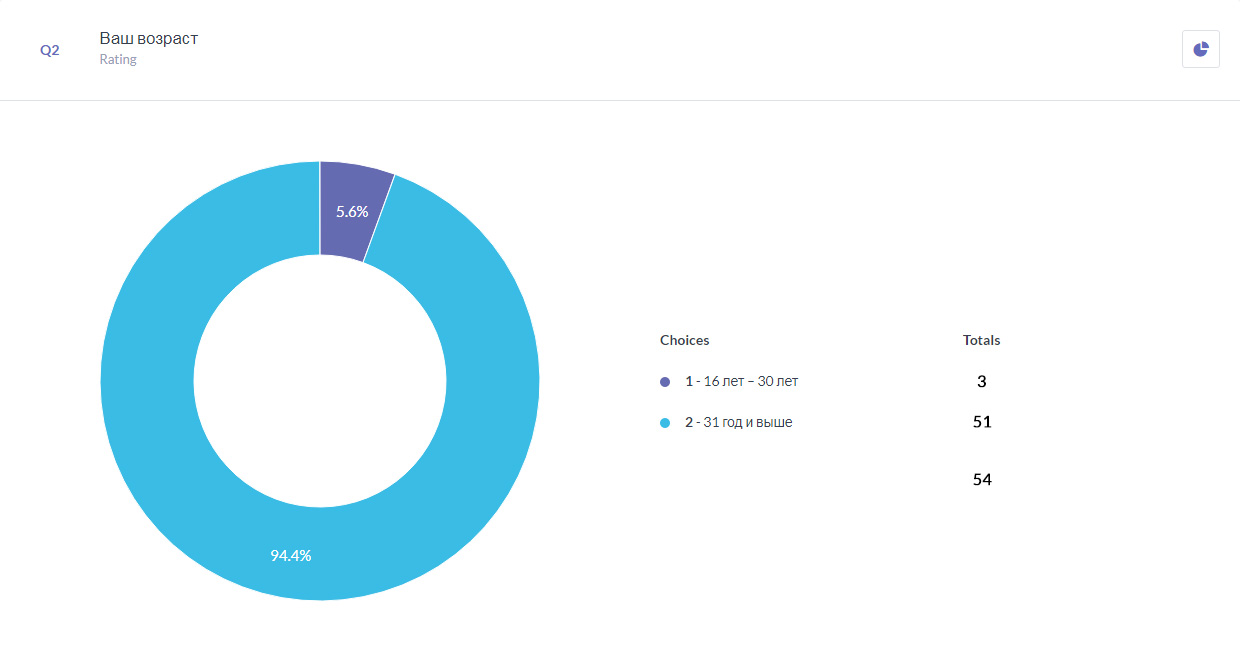 Q2
Ваш возраст
Rating
5.6%
94.4%
Choices Totals
1 - 16 лет – 30 лет 3
2 - 31 год и выше 51
54